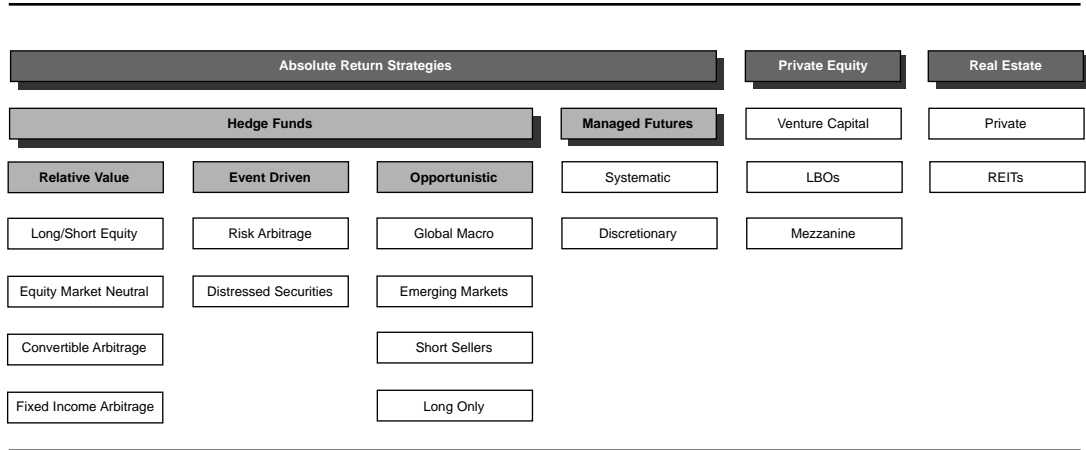 Absolute Return Strategies
Private Equity
Real Estate
Hedge Funds
Managed Futures
Venture Capital
Private
Relative Value
Event Driven
Opportunistic
Systematic
LBOs
REITs
Long/Short Equity
Risk Arbitrage
Global Macro
Discretionary
Mezzanine
Equity Market Neutral
Distressed Securities
Emerging Markets
Convertible Arbitrage
Short Sellers
Fixed Income Arbitrage
Long Only